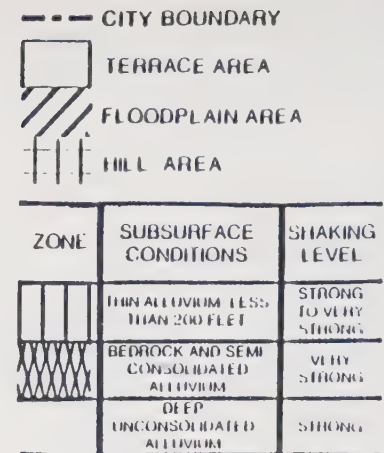 CITY BOUNDARY
TERRACE AREA
FLOODPLAIN AREA
HILL AREA
ZONE
SUBSURFACE
CONDITIONS
SHAKING
LEVEL
THIN ALLUVIUM LESS
THAN 200 FEET
STRONG
TO VERY
STRONG
BEDROCK AND SEMI
CONSOLIDATED
ALLUVIUM
VERY
STRONG
DEEP
UNCONSOLIDATED
ALLUVIUM
STRONG